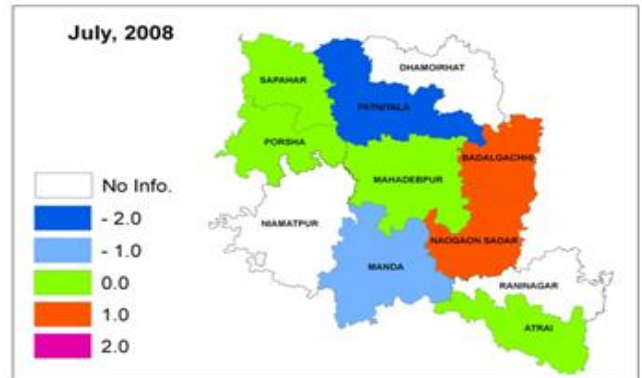 July, 2008
DHAMOIRHAT
SAPAHAR
PATNITALA
PORSHA
BADALGACHHI
MAHADEBPUR
No Info.
NIAMATPUR
- 2.0
NAOGAON SADAR
- 1.0
MANDA
0.0
RANINAGAR
1.0
ATRAI
2.0